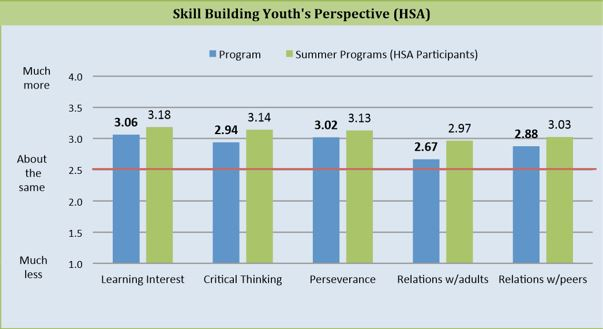 Skill Building Youth's Perspective (HSA)
Program
Summer Programs (HSA Participants)
Much
more
About
the
same
Much
less
4.0
3.5
3.0
2.5
2.0
1.5
1.0
3.06
3.18
2.94
3.14
3.02
3.13
2.67
2.97
2.88
3.03
Learning Interest
Critical Thinking
Perseverance
Relations w/adults
Relations w/peers